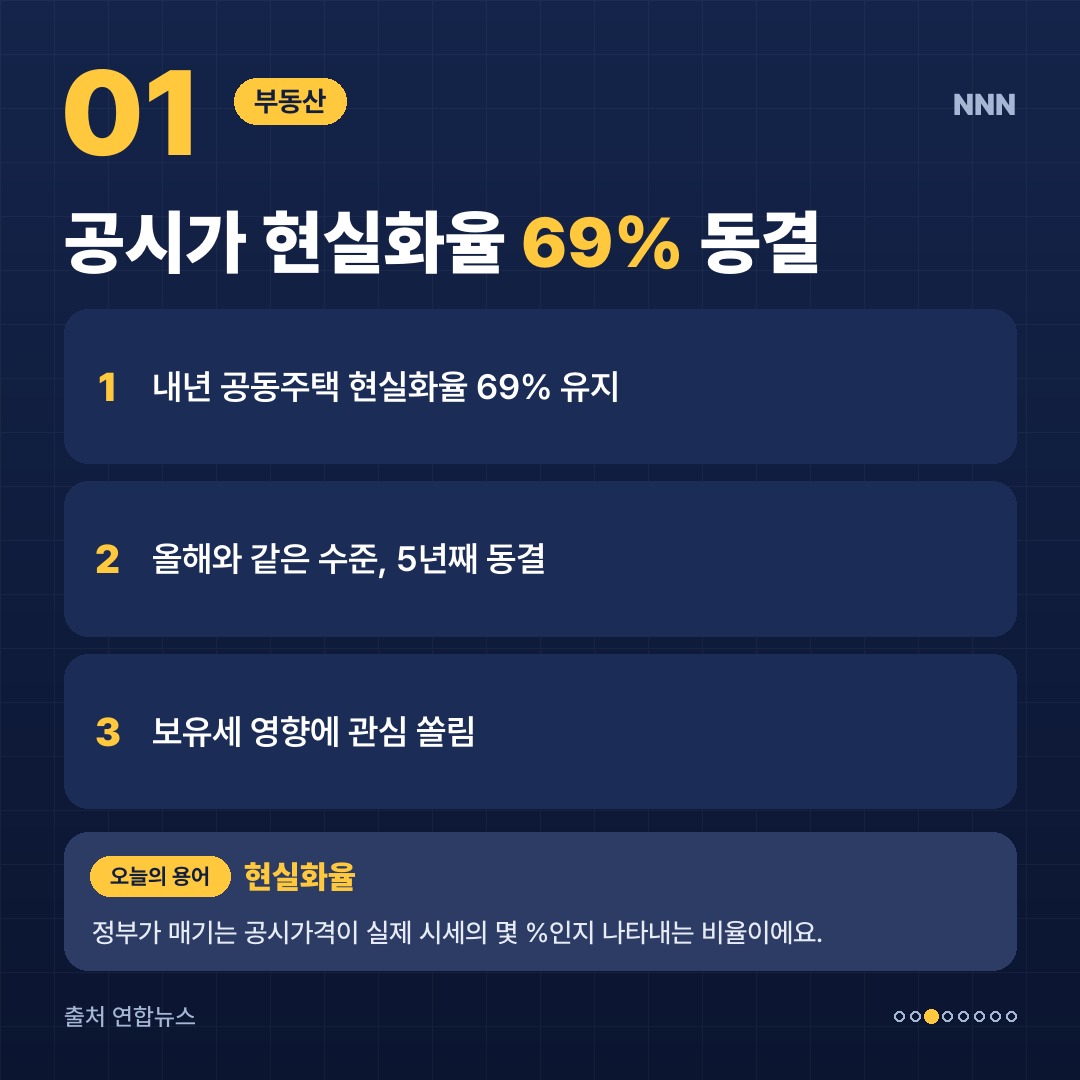 01 부동산 NNN
공시가 현실화율 69% 동결
1 내년 공동주택 현실화율 69% 유지
2 올해와 같은 수준, 5년째 동결
3 보유세 영향에 관심 쏠림
오늘의 용어 현실화율
정부가 매기는 공시가격이 실제 시세의 몇 %인지 나타내는 비율이에요.
출처 연합뉴스